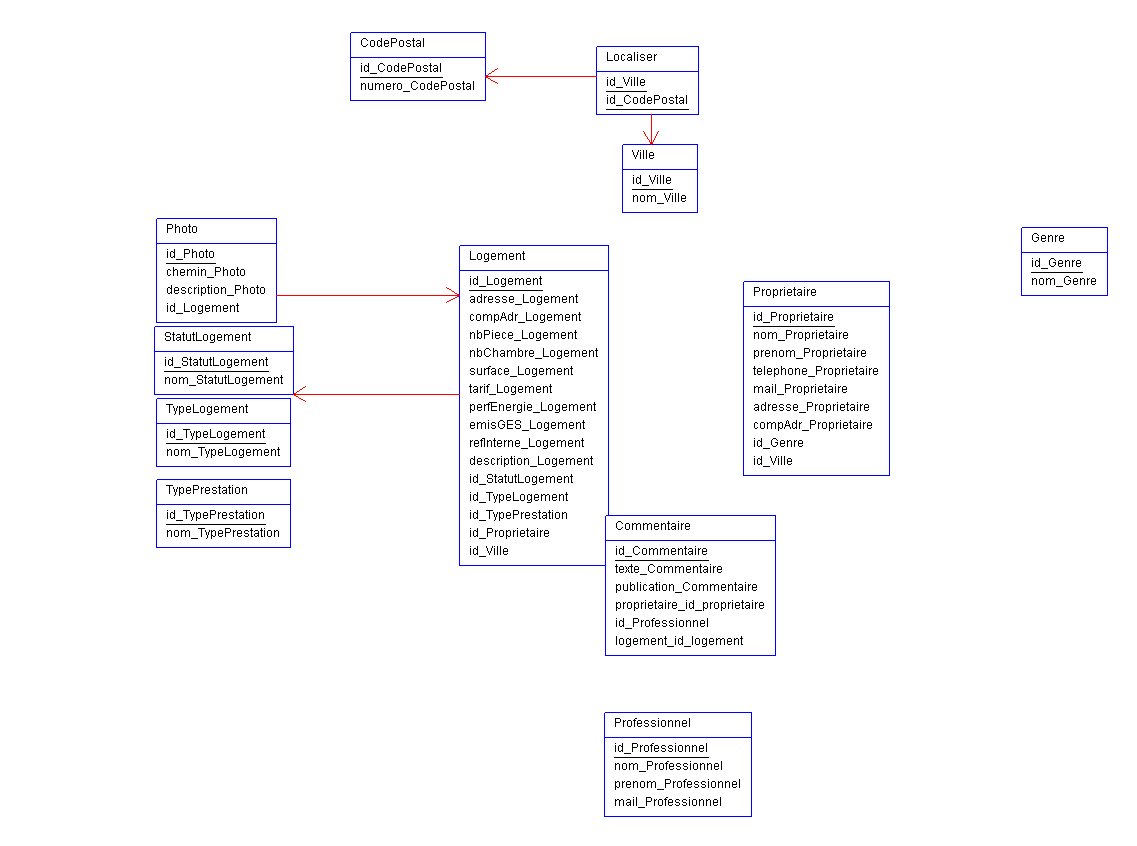 CodePostal
id_CodePostal
numero_CodePostal
Localiser
id_Ville
id_CodePostal
Ville
id_Ville
nom_Ville
Photo
id_Photo
chemin_Photo
description_Photo
id_Logement
StatutLogement
id_StatutLogement
nom_StatutLogement
TypeLogement
id_TypeLogement
nom_TypeLogement
TypePrestation
id_TypePrestation
nom_TypePrestation
Logement
id_Logement
adresse_Logement
compAdr_Logement
nbPiece_Logement
nbChambre_Logement
surface_Logement
tarif_Logement
perfEnergie_Logement
emisGES_Logement
refInterne_Logement
description_Logement
id_StatutLogement
id_TypeLogement
id_TypePrestation
id_Proprietaire
id_Ville
Proprietaire
id_Proprietaire
nom_Proprietaire
prenom_Proprietaire
telephone_Proprietaire
mail_Proprietaire
adresse_Proprietaire
compAdr_Proprietaire
id_Genre
id_Ville
Genre
id_Genre
nom_Genre
Commentaire
id_Commentaire
texte_Commentaire
publication_Commentaire
proprietaire_id_proprietaire
id_Professionnel
logement_id_logement
Professionnel
id_Professionnel
nom_Professionnel
prenom_Professionnel
mail_Professionnel